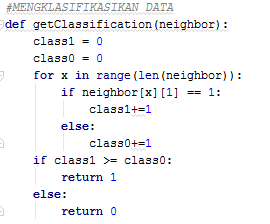 #MENGKLASIFIKASIKAN DATA
def getClassification(neighbor):
    class1 = 0
    class0 = 0
    for x in range(len(neighbor)):
        if neighbor[x][1] == 1:
            class1+=1
        else:
            class0+=1
    if class1 >= class0:
        return 1
    else:
        return 0